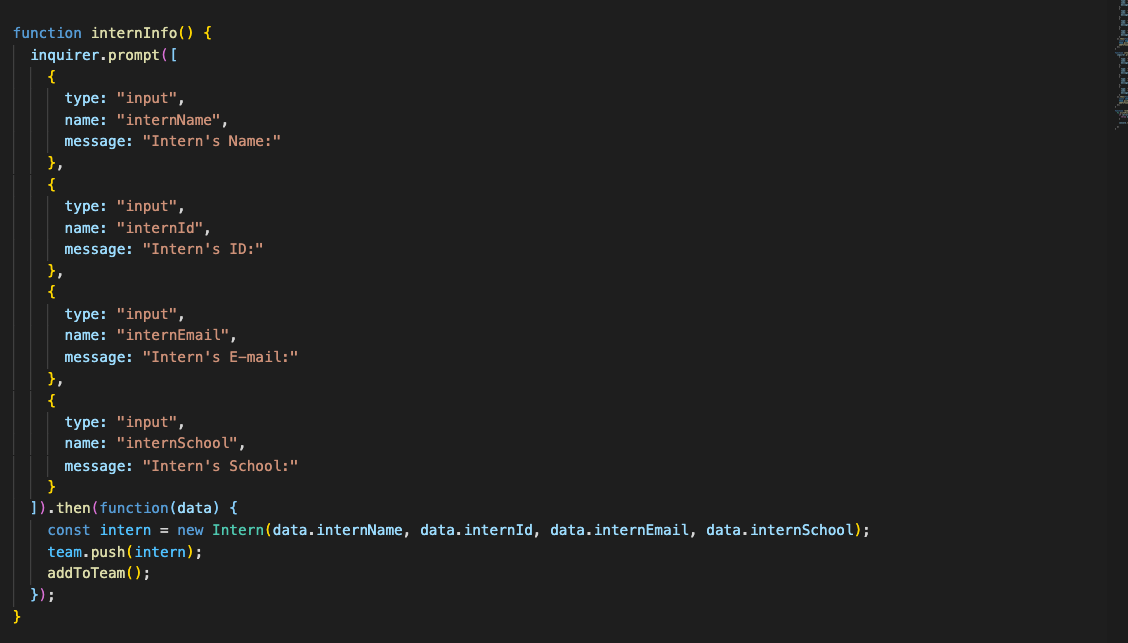 function internInfo() {
  inquirer.prompt([
    {
      type: "input",
      name: "internName",
      message: "Intern's Name:"
    },
    {
      type: "input",
      name: "internId",
      message: "Intern's ID:"
    },
    {
      type: "input",
      name: "internEmail",
      message: "Intern's E-mail:"
    },
    {
      type: "input",
      name: "internSchool",
      message: "Intern's School:"
    }
  ]).then(function(data) {
    const intern = new Intern(data.internName, data.internId, data.internEmail, data.internSchool);
    team.push(intern);
    addToTeam();
  });
}